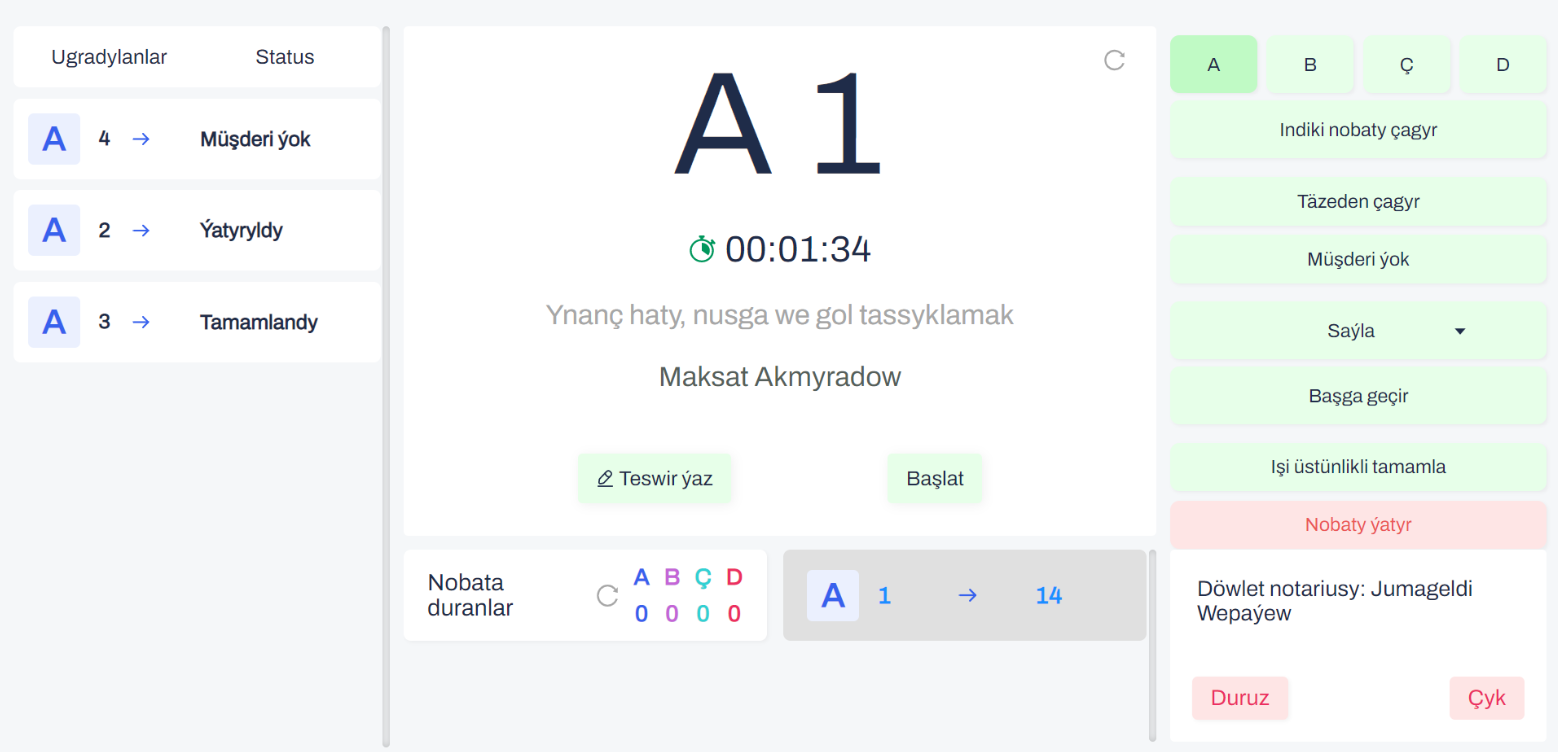 Ugradylanlar Status
A 4 → Müşderi ýok
A 2 → Ýatyryldy
A 3 → Tamamlandy
A 1
00:01:34
Ynanç haty, nusga we gol tassyklamak
Maksat Akmyradow
Teswir ýaz Başlat
Nobata
duranlar
A B Ç D
0 0 0 0
A 1 → 14
A B Ç D
Indiki nobaty çagyr
Täzeden çagyr
Müşderi ýok
Saýla
Başga geçir
Işi üstünlikli tamamla
Nobaty ýatyr
Döwlet notariusy: Jumageldi
Wepaýew
Duruz Çyk